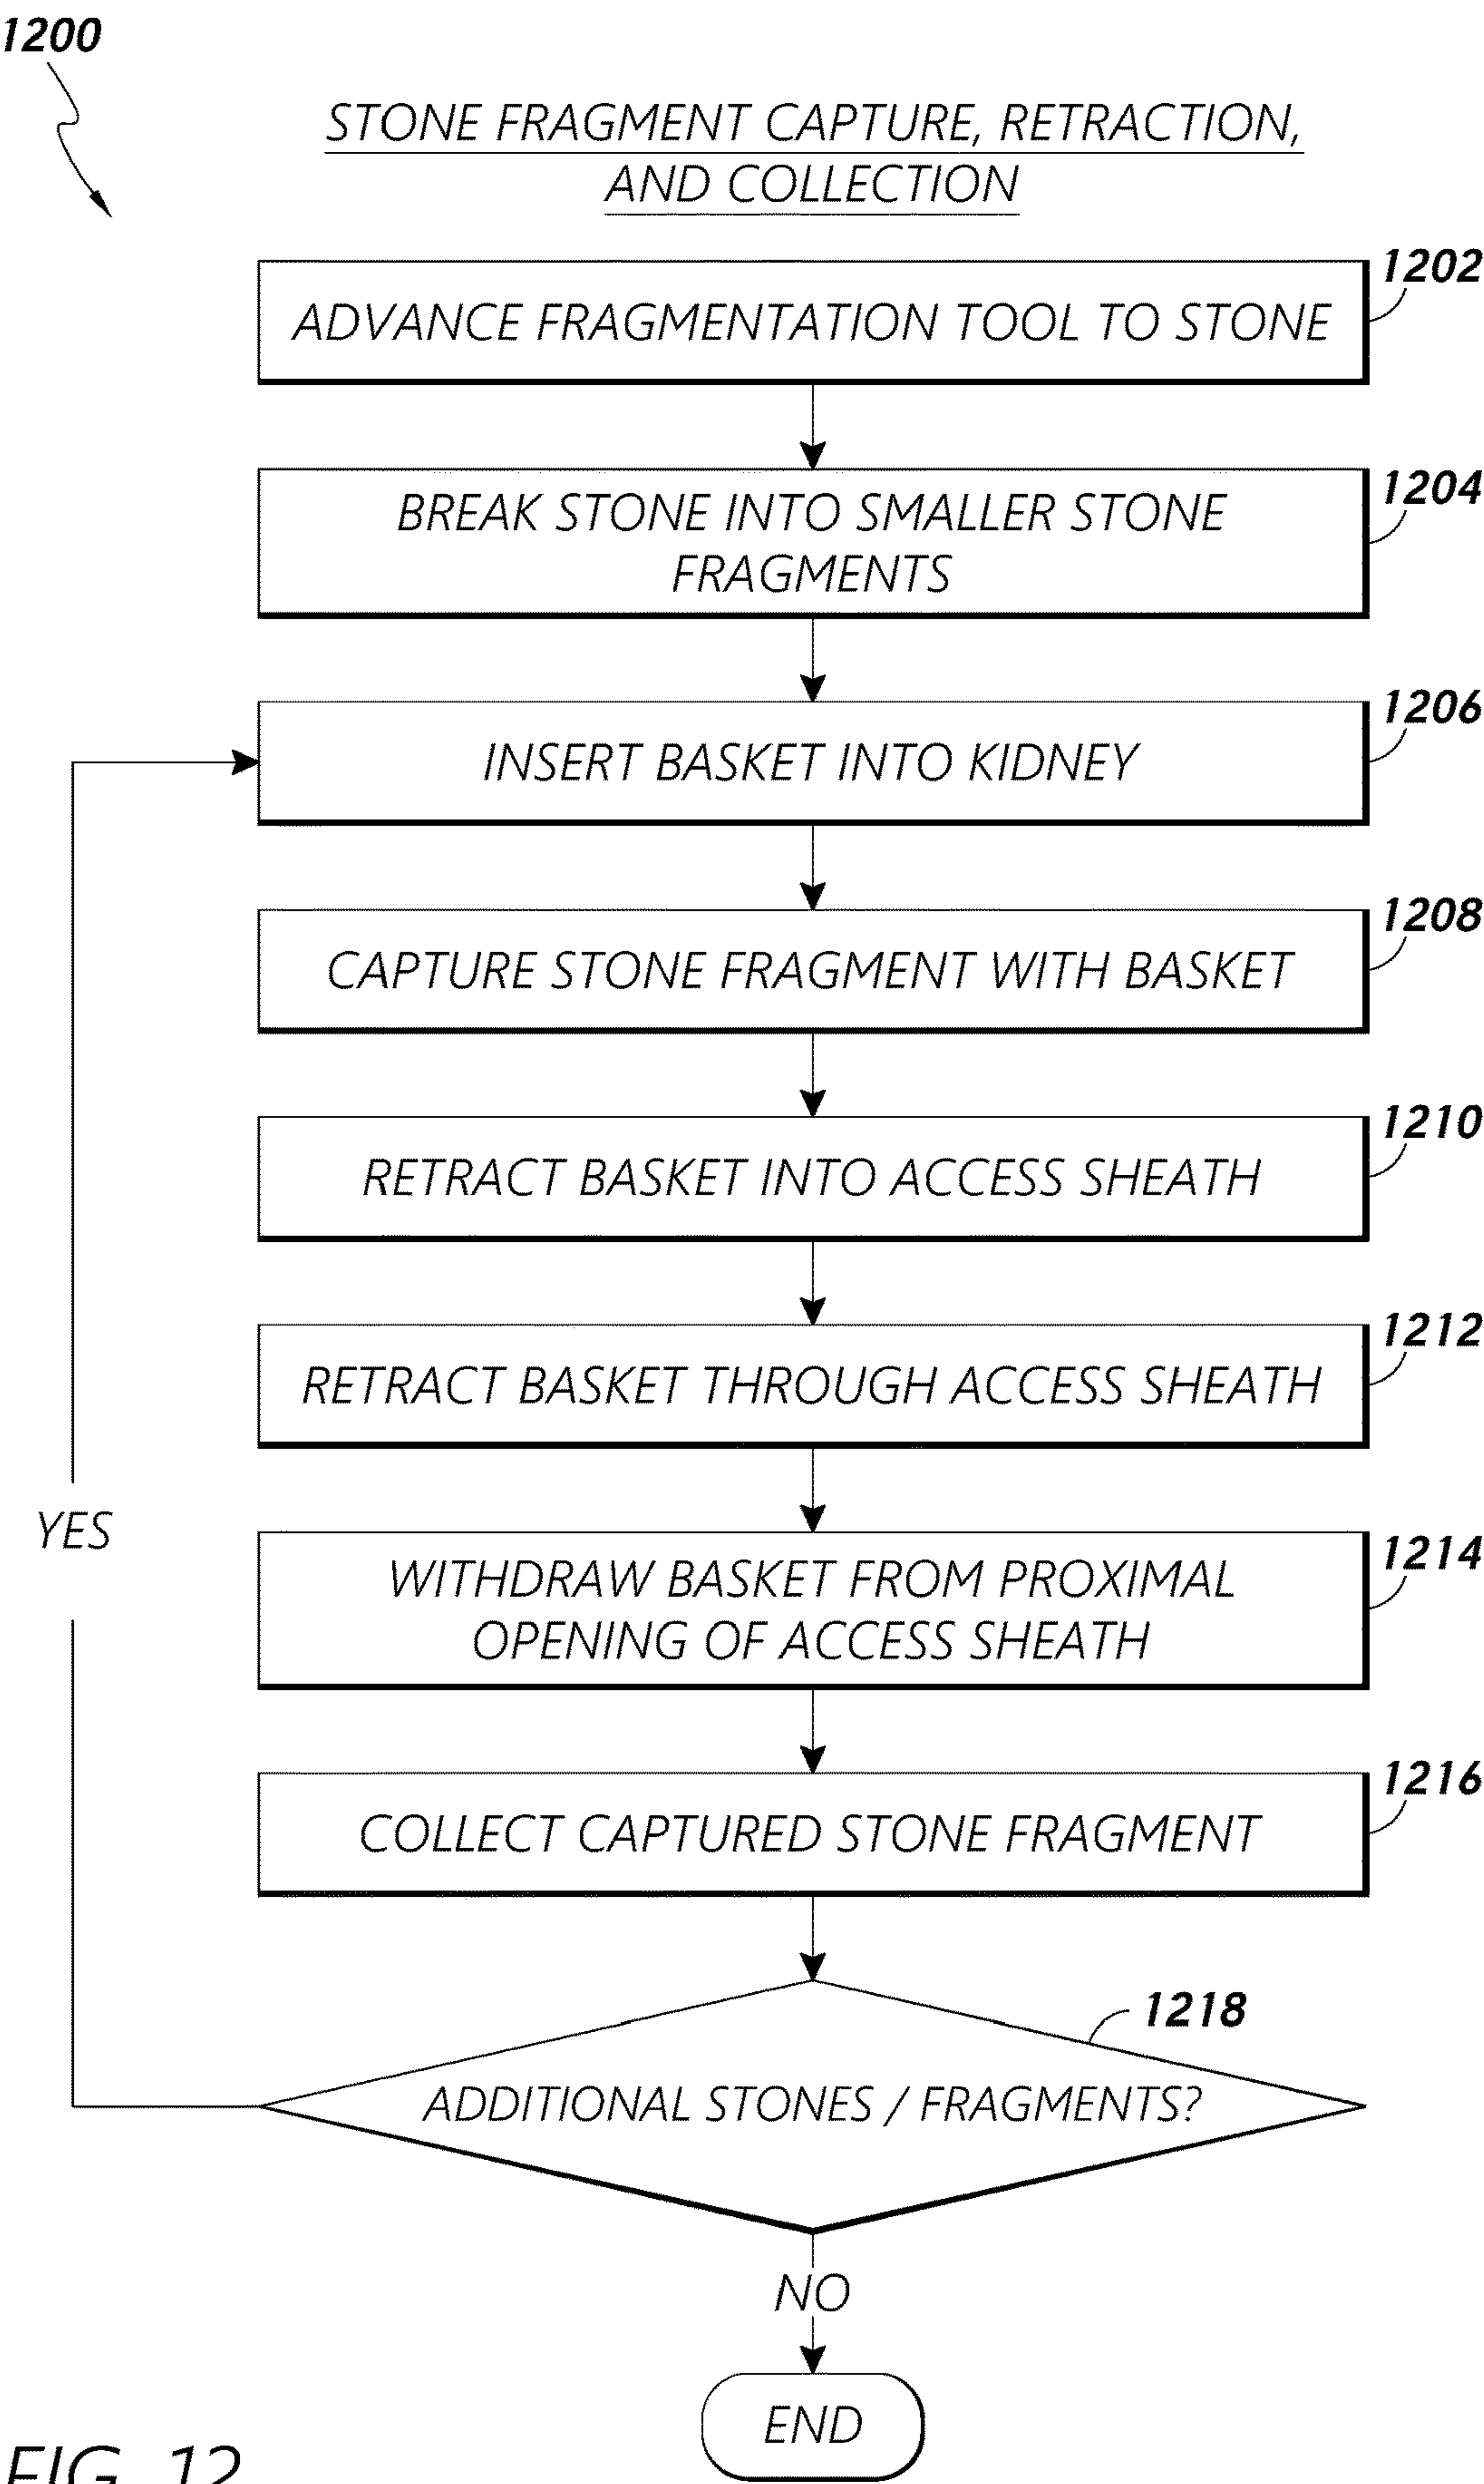 1200
STONE FRAGMENT CAPTURE, RETRACTION,
AND COLLECTION
1202
ADVANCE FRAGMENTATION TOOL TO STONE
1204
BREAK STONE INTO SMALLER STONE
FRAGMENTS
1206
INSERT BASKET INTO KIDNEY
1208
CAPTURE STONE FRAGMENT WITH BASKET
1210
RETRACT BASKET INTO ACCESS SHEATH
1212
RETRACT BASKET THROUGH ACCESS SHEATH
YES
1214
WITHDRAW BASKET FROM PROXIMAL
OPENING OF ACCESS SHEATH
1216
COLLECT CAPTURED STONE FRAGMENT
1218
ADDITIONAL STONES / FRAGMENTS?
NO
END
FIG. 12